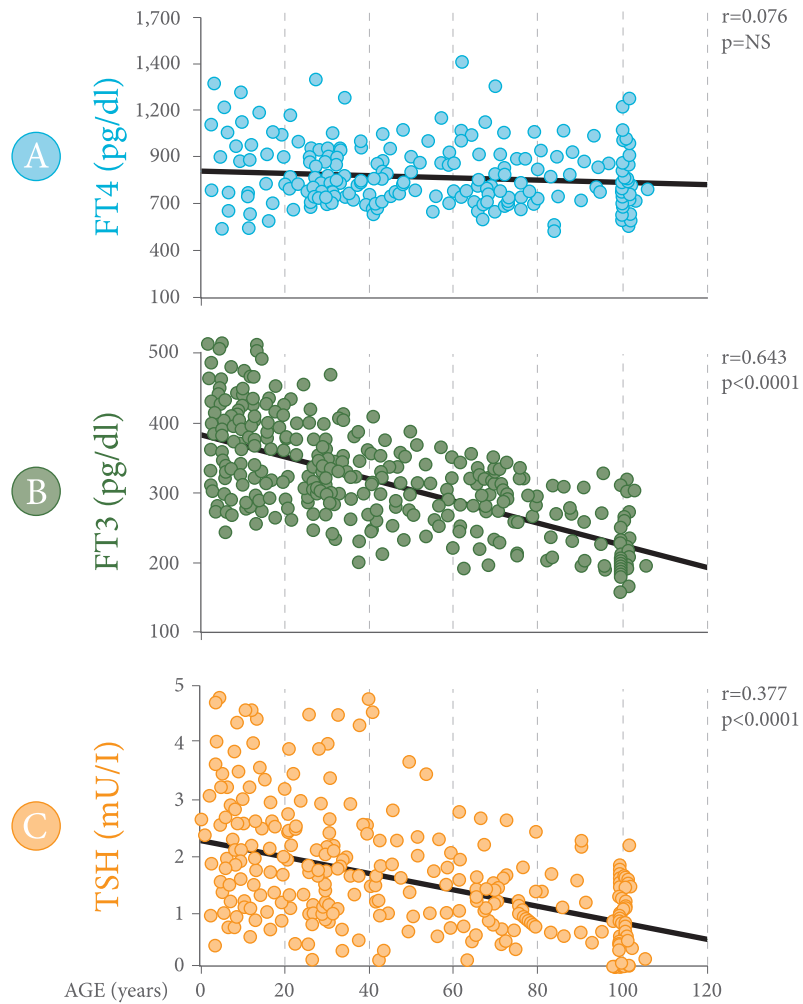 1,700
1,400
1,200
900
700
400
100
A
FT4 (pg/dl)
r=0.076
p=NS
500
400
300
200
100
B
FT3 (pg/dl)
r=0.643
p<0.0001
5
4
3
2
1
0
C
TSH (mU/I)
r=0.377
p<0.0001
AGE (years)
0 20 40 60 80 100 120